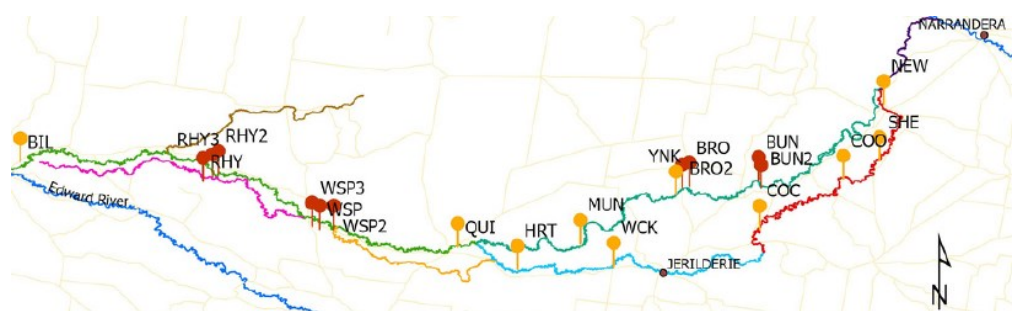 NARRANDERA
NEW
SHE
COO
BIL
RHY3
RHY2
RHY
BRO
YNK
BRO2
BUN
BUN2
COC
Edward River
WSP3
WSP
WSP2
QUI
HRT
MUN
WCK
JERILDERIE
N